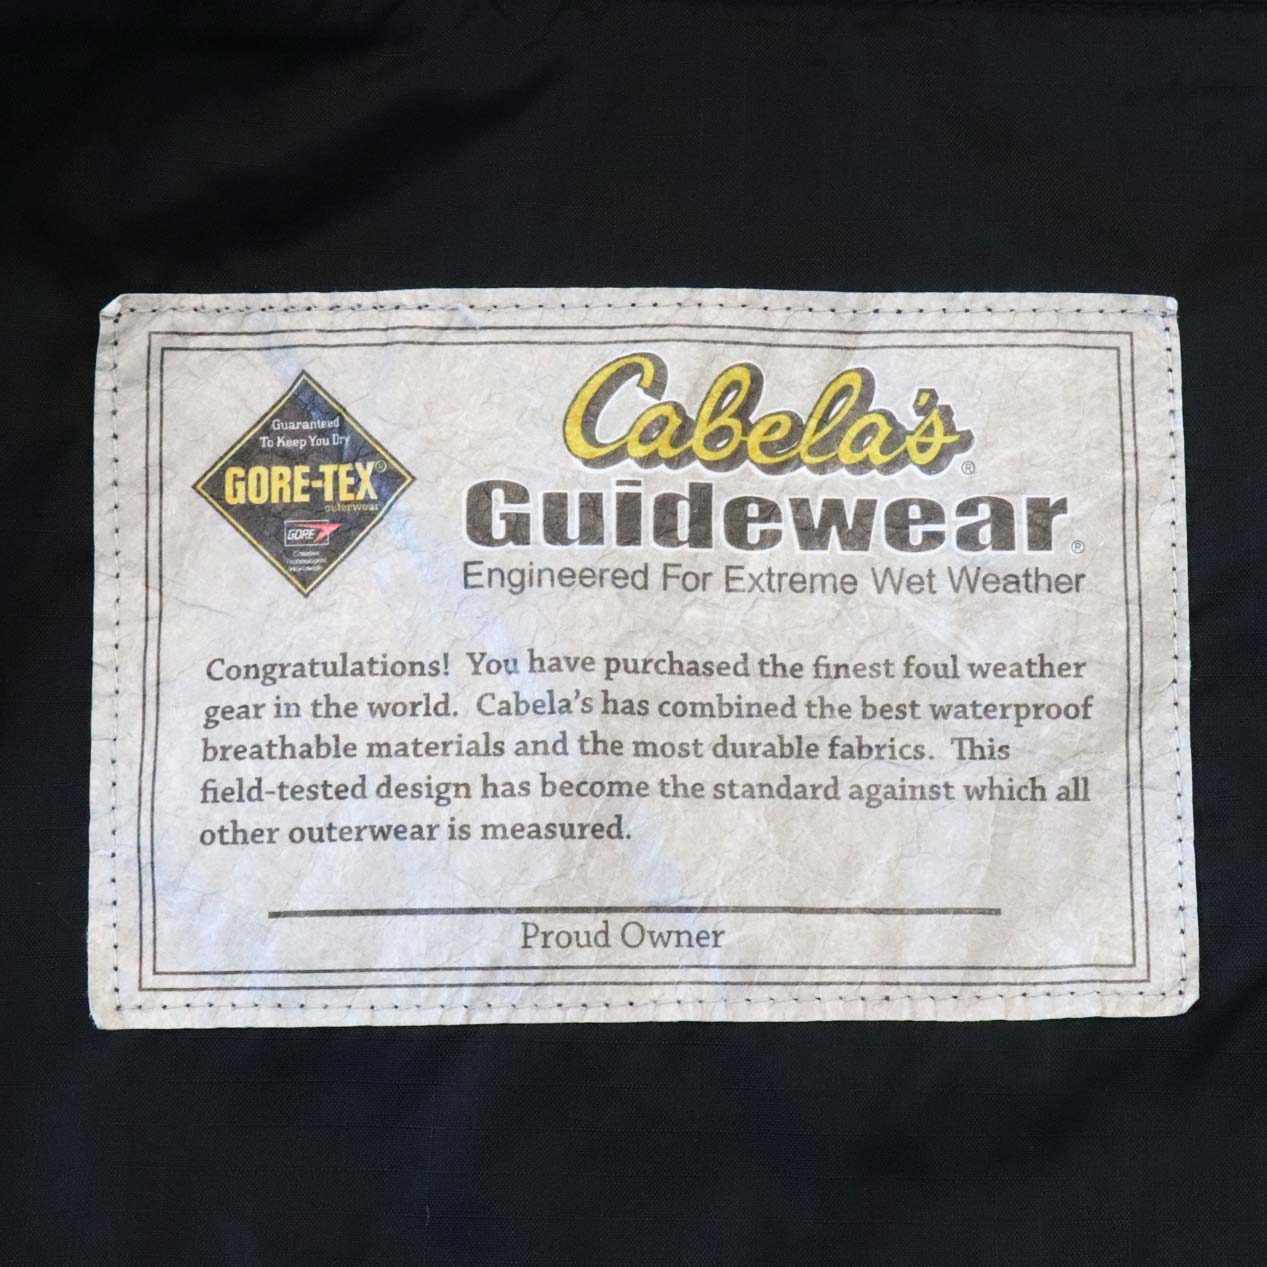 Guaranteed
To Keep You Dry
GORE-TEX®
outerwear
GORE
Creative
Technologies
Worldwide
Cabela's®
Guidewear®
Engineered For Extreme Wet Weather
Congratulations! You have purchased the finest foul weather
gear in the world. Cabela's has combined the best waterproof
breathable materials and the most durable fabrics. This
field-tested design has become the standard against which all
other outerwear is measured.
Proud Owner